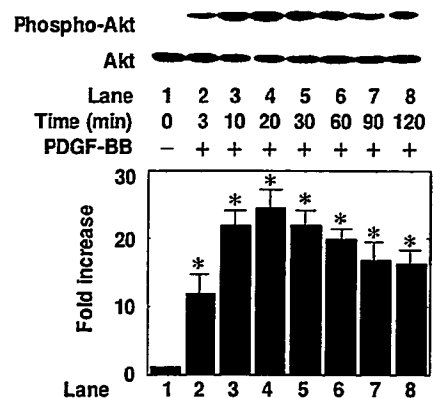 Phospho-Akt
Akt
Lane 1 2 3 4 5 6 7 8
Time (min) 0 3 10 20 30 60 90 120
PDGF-BB − + + + + + + +
30
20
10
0
Fold increase
* * * * * * *
Lane 1 2 3 4 5 6 7 8